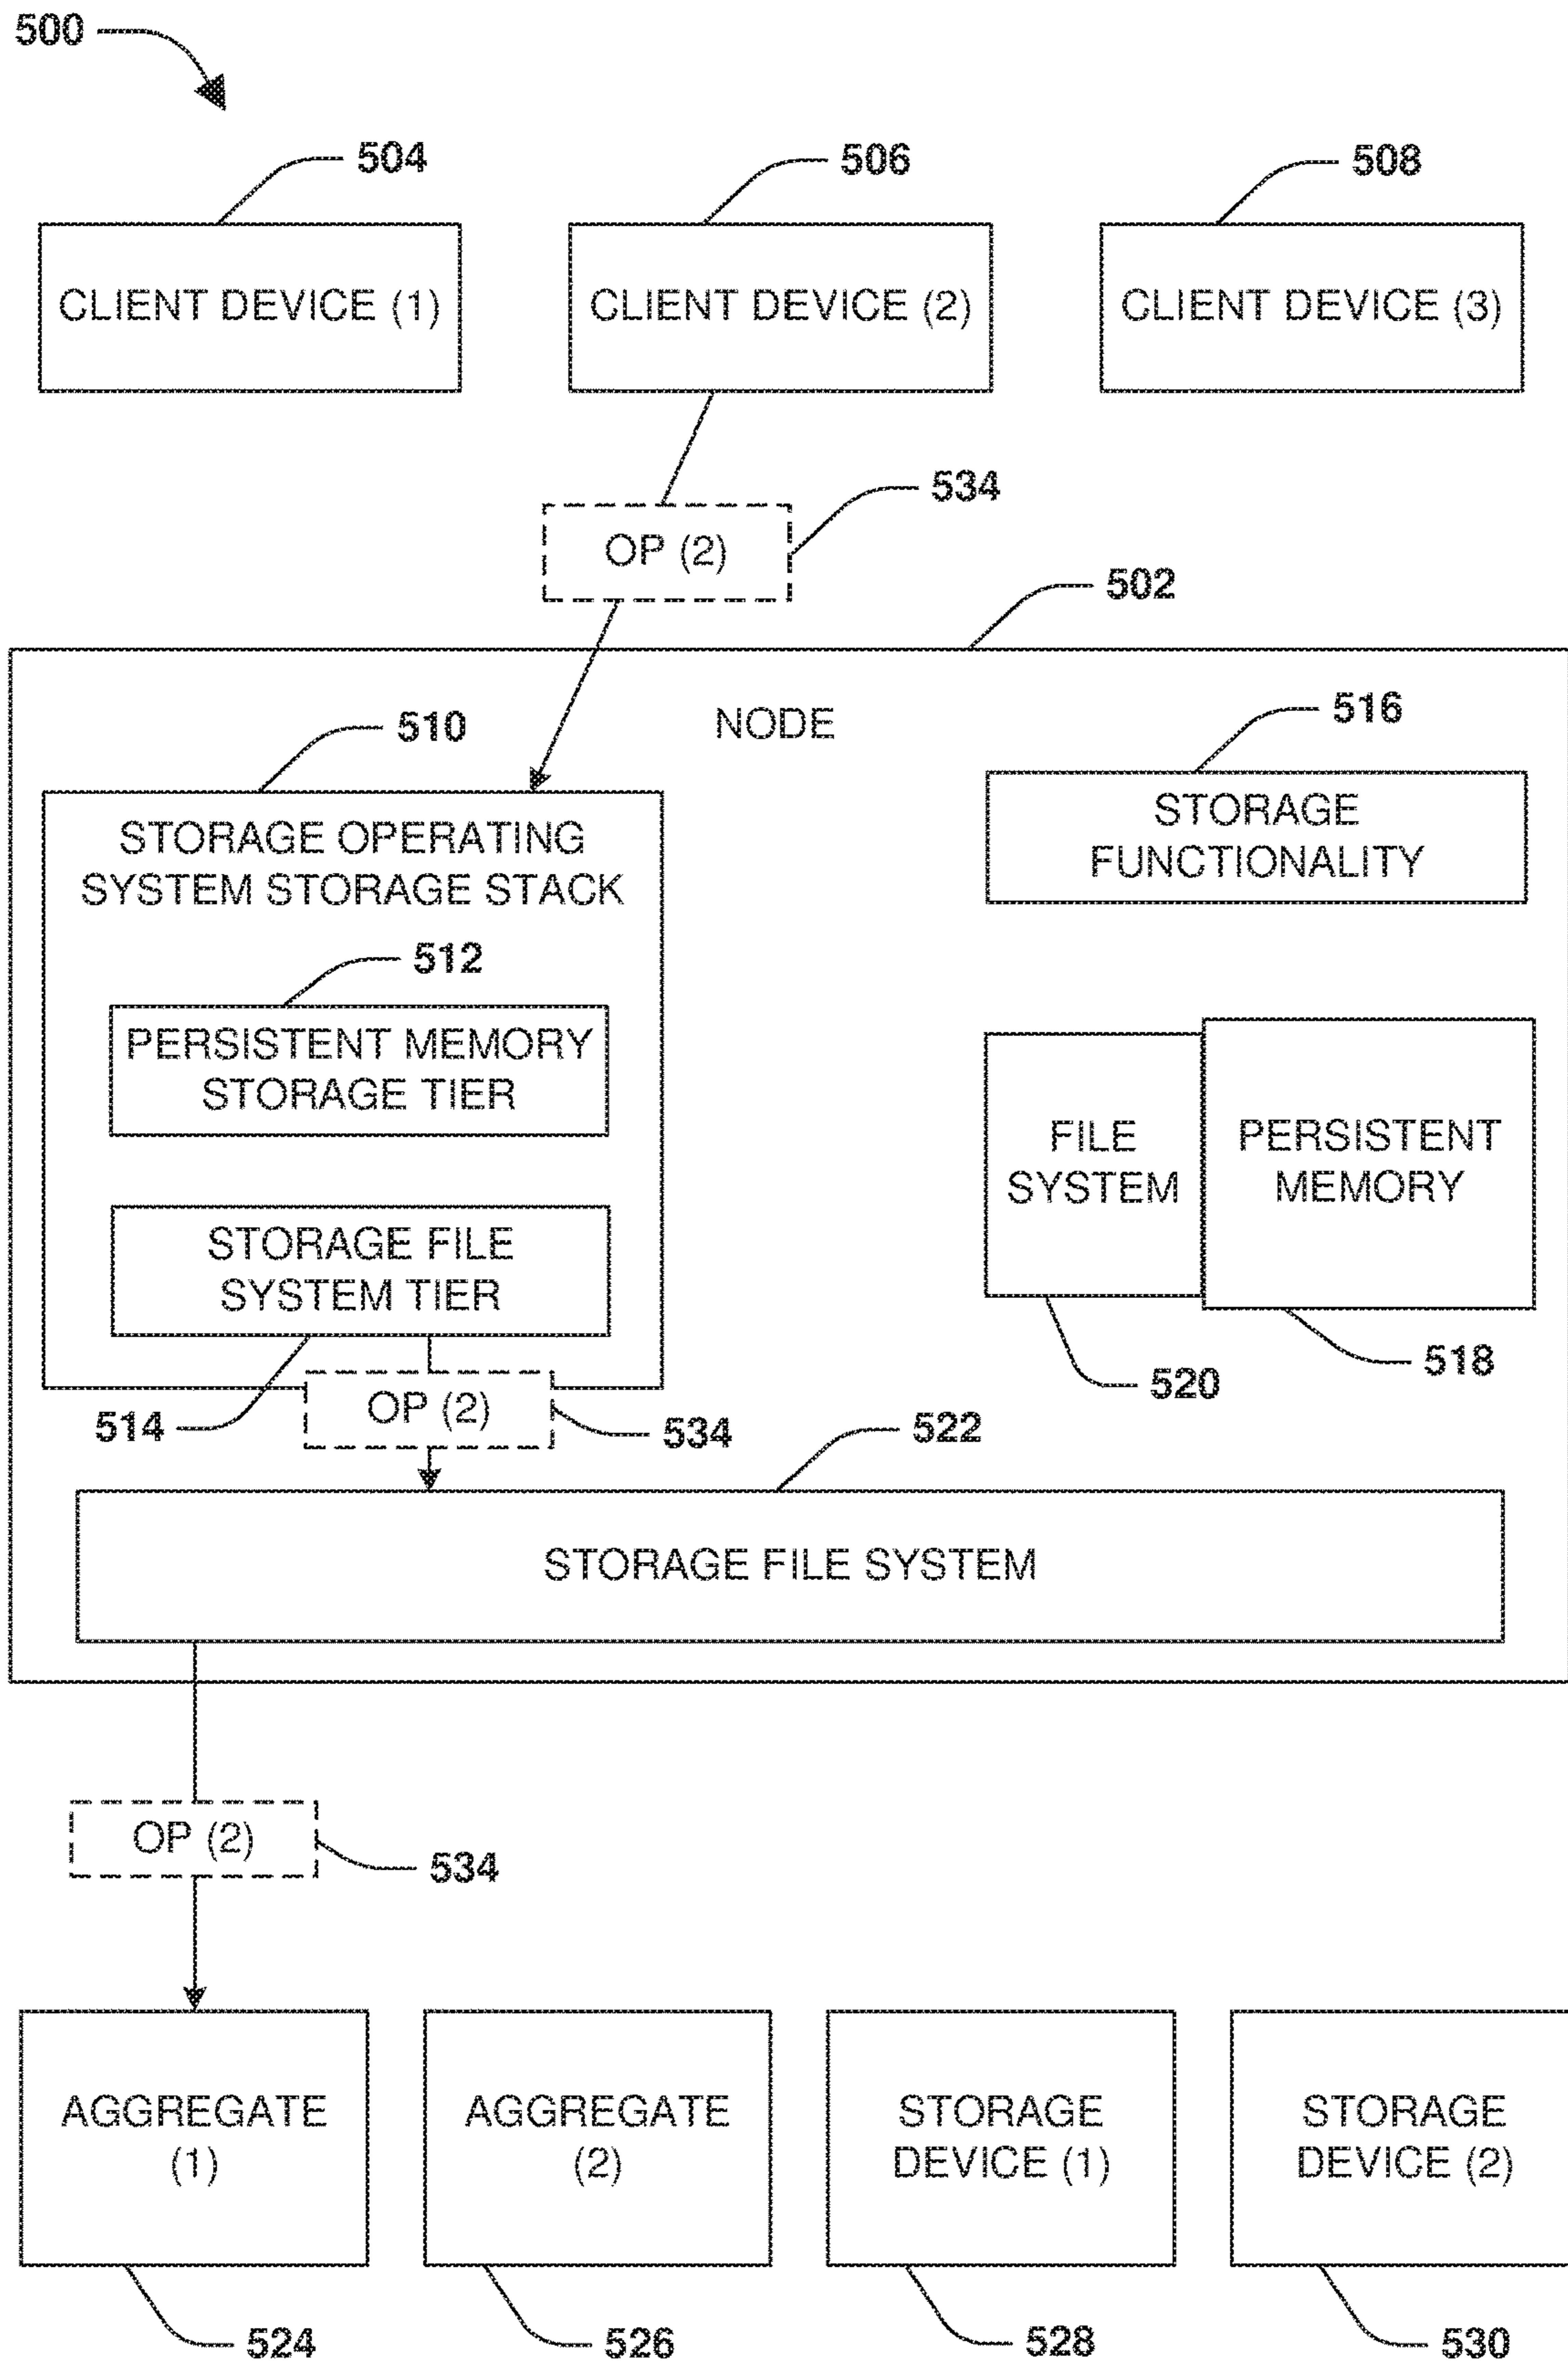 500
504
506
508
CLIENT DEVICE (1)
CLIENT DEVICE (2)
CLIENT DEVICE (3)
534
OP (2)
502
NODE
510
516
STORAGE OPERATING
SYSTEM STORAGE STACK
STORAGE
FUNCTIONALITY
512
PERSISTENT MEMORY
STORAGE TIER
FILE
SYSTEM
PERSISTENT
MEMORY
STORAGE FILE
SYSTEM TIER
518
520
514
OP (2)
534
522
STORAGE FILE SYSTEM
OP (2)
534
AGGREGATE
(1)
AGGREGATE
(2)
STORAGE
DEVICE (1)
STORAGE
DEVICE (2)
524
526
528
530